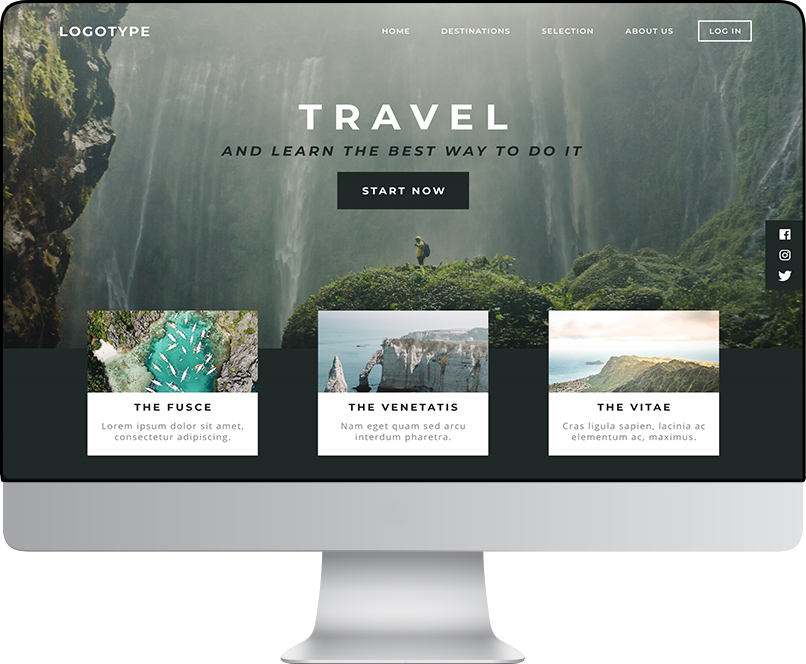 LOGOTYPE
HOME DESTINATIONS SELECTION ABOUT US LOG IN
TRAVEL
AND LEARN THE BEST WAY TO DO IT
START NOW
THE FUSCE
Lorem ipsum dolor sit amet,
consectetur adipiscing.
THE VENETATIS
Nam eget quam sed arcu
interdum pharetra.
THE VITAE
Cras ligula sapien, lacinia ac
elementum ac, maximus.